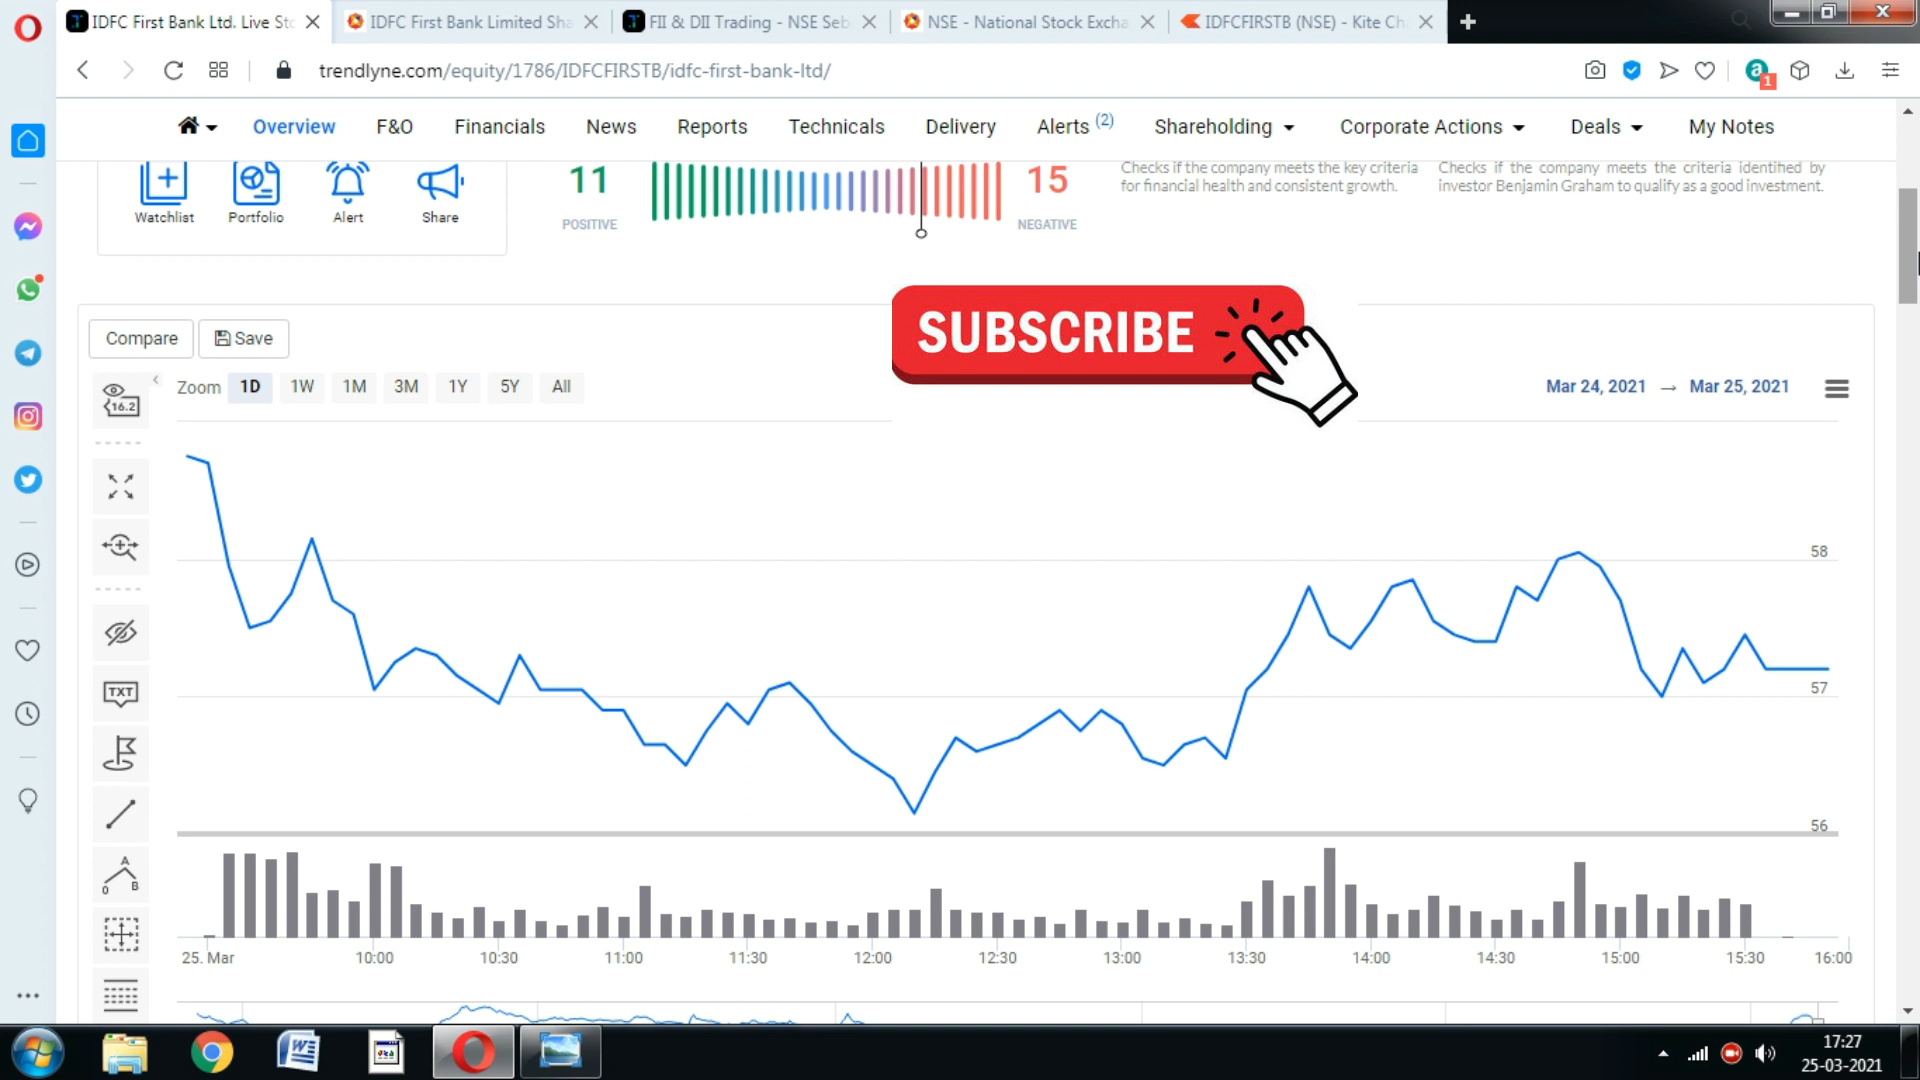 IDFC First Bank Ltd. Live Sto
IDFC First Bank Limited Sha
FII & DII Trading - NSE Seb
NSE - National Stock Excha
IDFCFIRSTB (NSE) - Kite Ch
trendlyne.com/equity/1786/IDFCFIRSTB/idfc-first-bank-ltd/
a
1
Overview F&O Financials News Reports Technicals Delivery Alerts (2) Shareholding Corporate Actions Deals My Notes
Watchlist Portfolio Alert Share
11
POSITIVE
15
NEGATIVE
Checks if the company meets the key criteria
for financial health and consistent growth.
Checks if the company meets the criteria identified by
investor Benjamin Graham to qualify as a good investment.
SUBSCRIBE
Compare Save
16.2
Zoom 1D 1W 1M 3M 1Y 5Y All
Mar 24, 2021 → Mar 25, 2021
58
57
56
TXT
A
0 B
25. Mar 10:00 10:30 11:00 11:30 12:00 12:30 13:00 13:30 14:00 14:30 15:00 15:30 16:00
17:27
25-03-2021